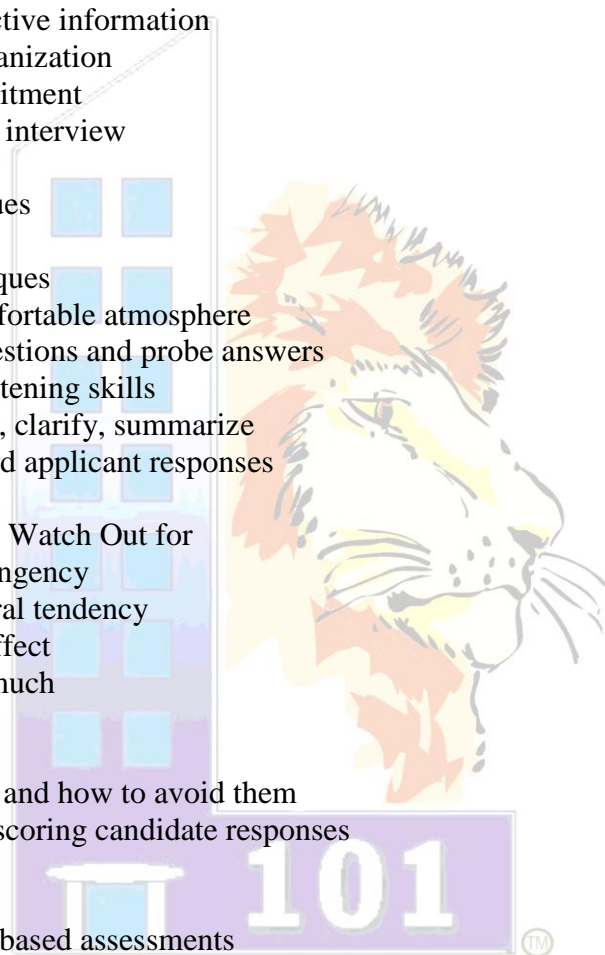 ctive information
anization
itment
interview
ues
ques
fortable atmosphere
estions and probe answers
tening skills
, clarify, summarize
d applicant responses
Watch Out for
ngency
ral tendency
ffect
much
and how to avoid them
scoring candidate responses
101
TM
based assessments